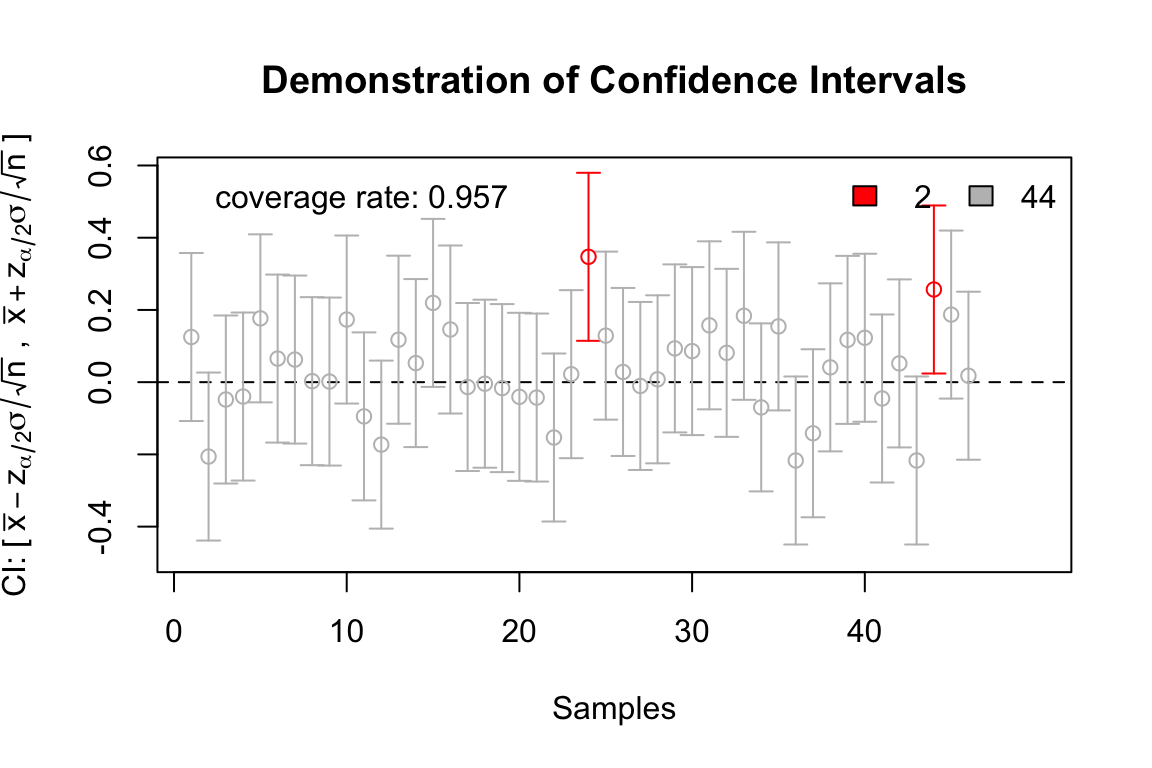 Demonstration of Confidence Intervals
CI: [ x̅ − zα/2σ/√n , x̅ + zα/2σ/√n ]
0.6
0.4
0.2
0.0
-0.4
coverage rate: 0.957
2
44
0 10 20 30 40
Samples